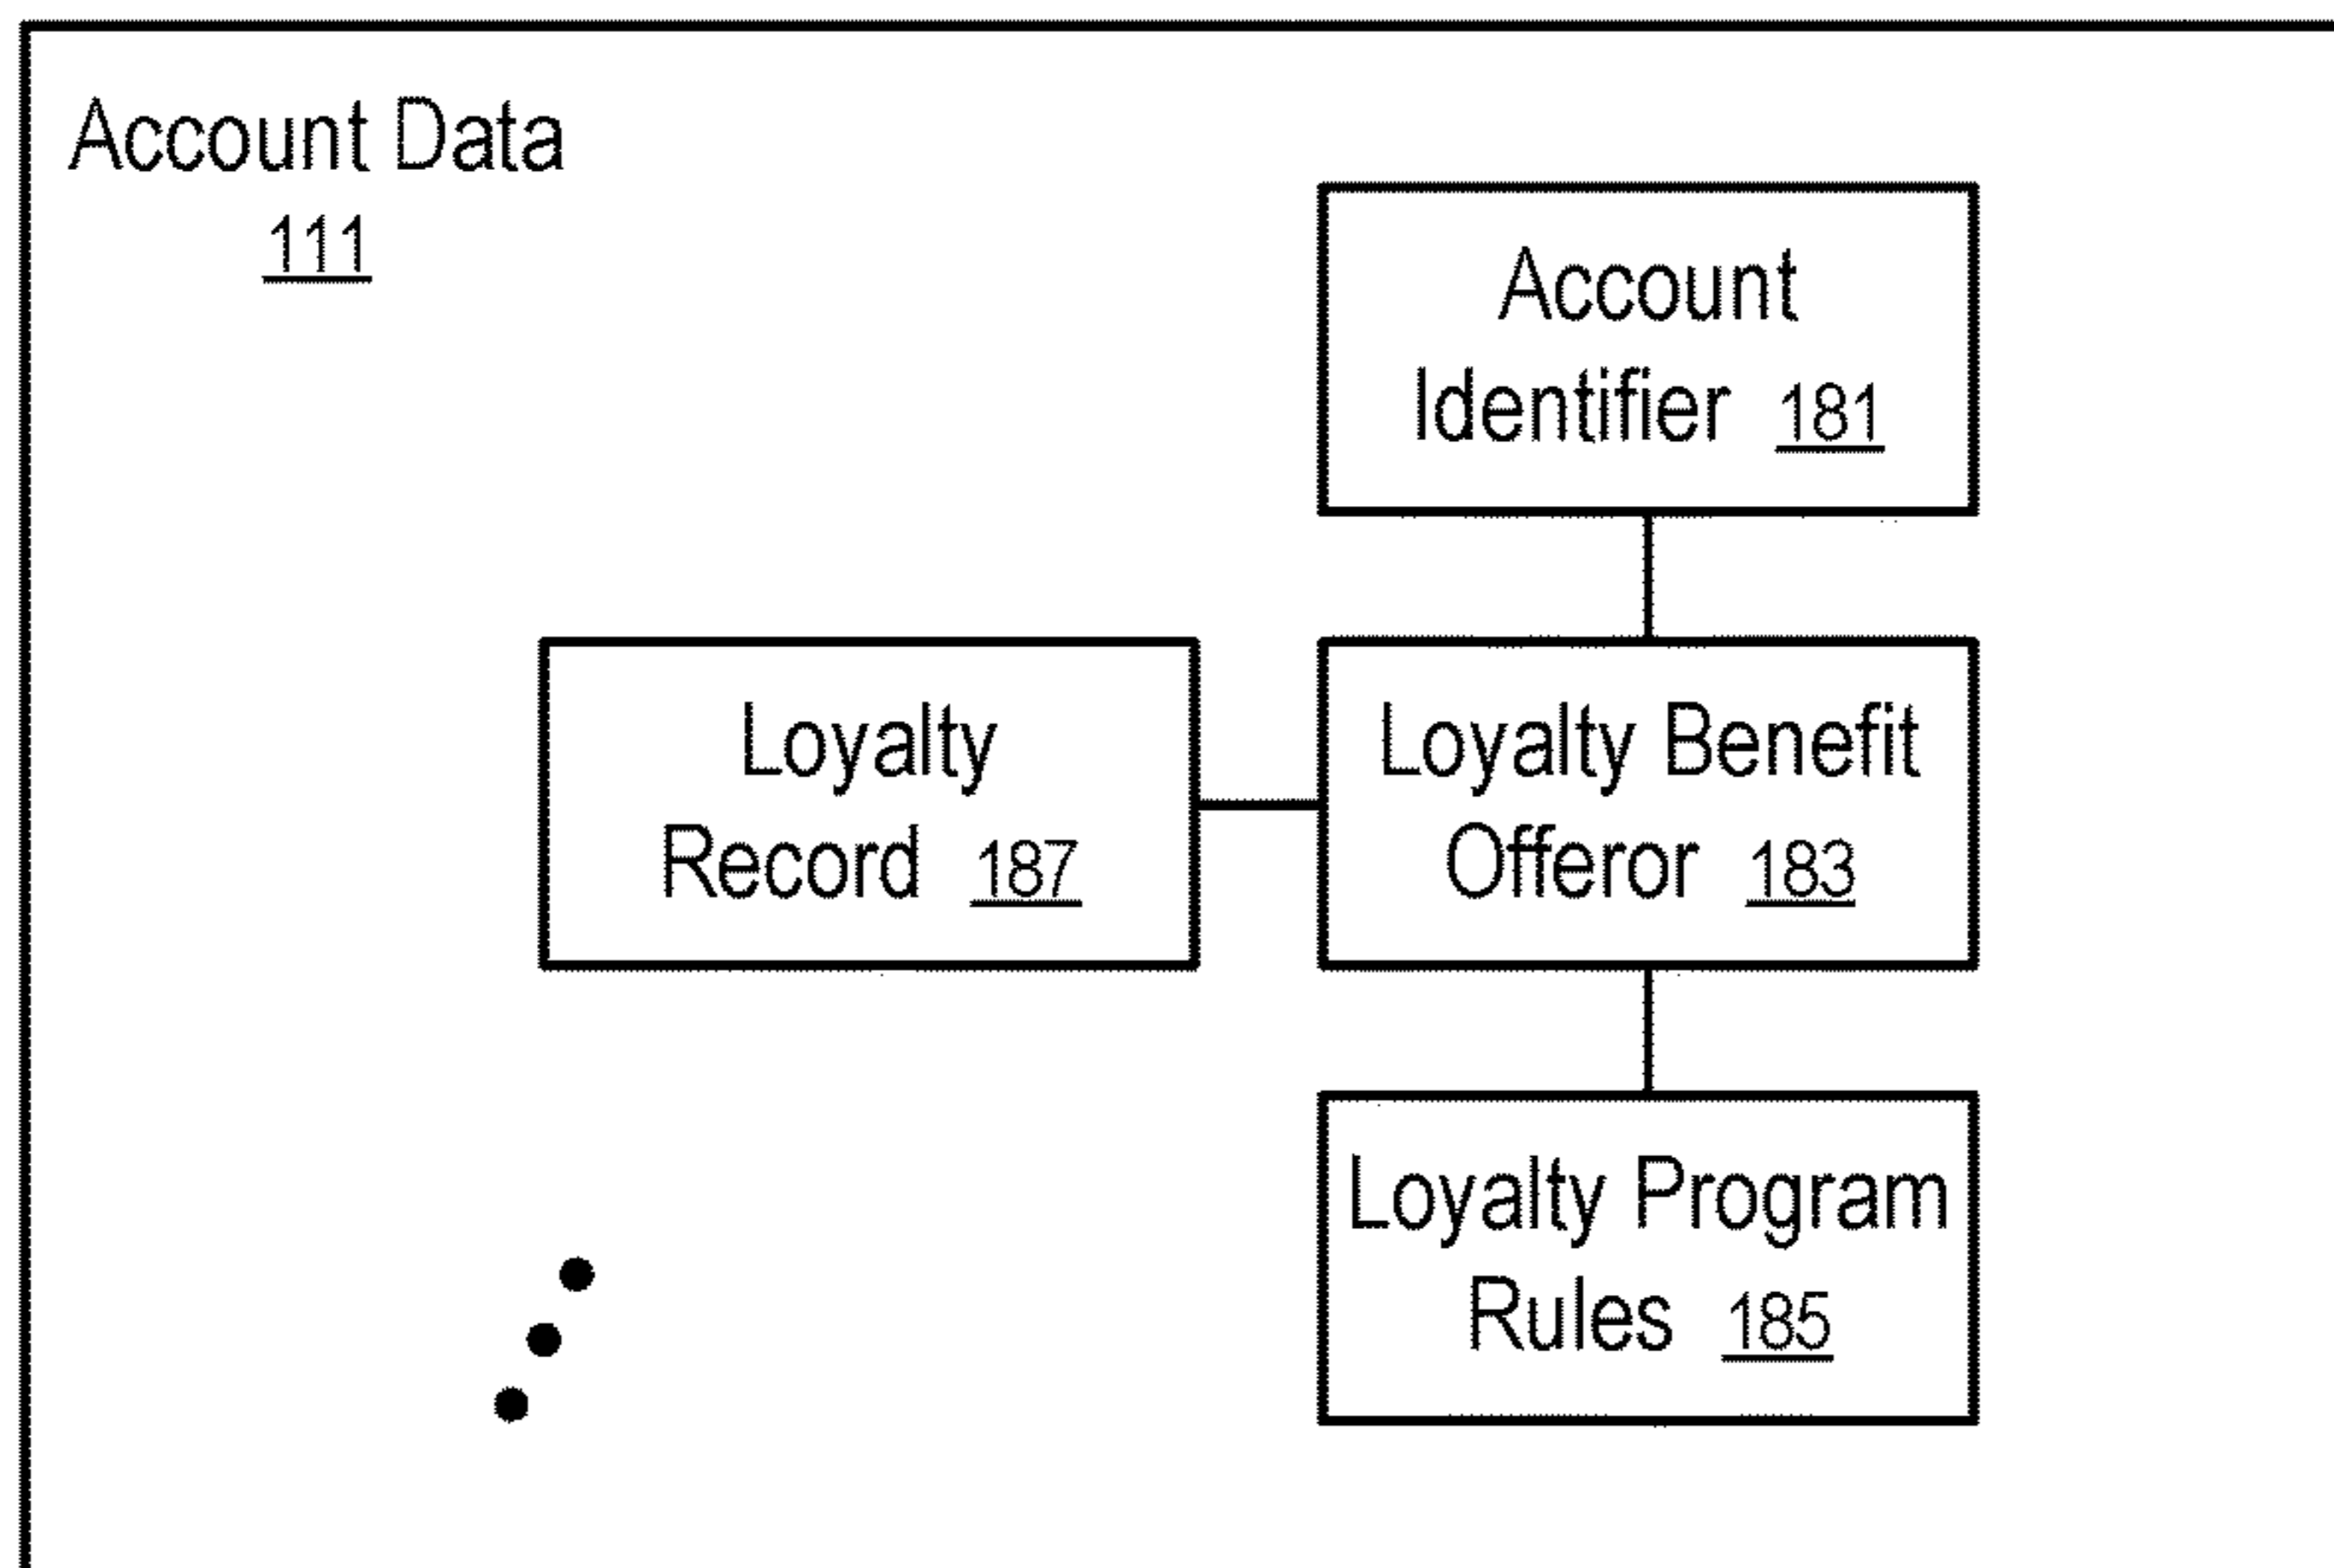 Account Data
111
Account
Identifier 181
Loyalty
Record 187
Loyalty Benefit
Offeror 183
Loyalty Program
Rules 185